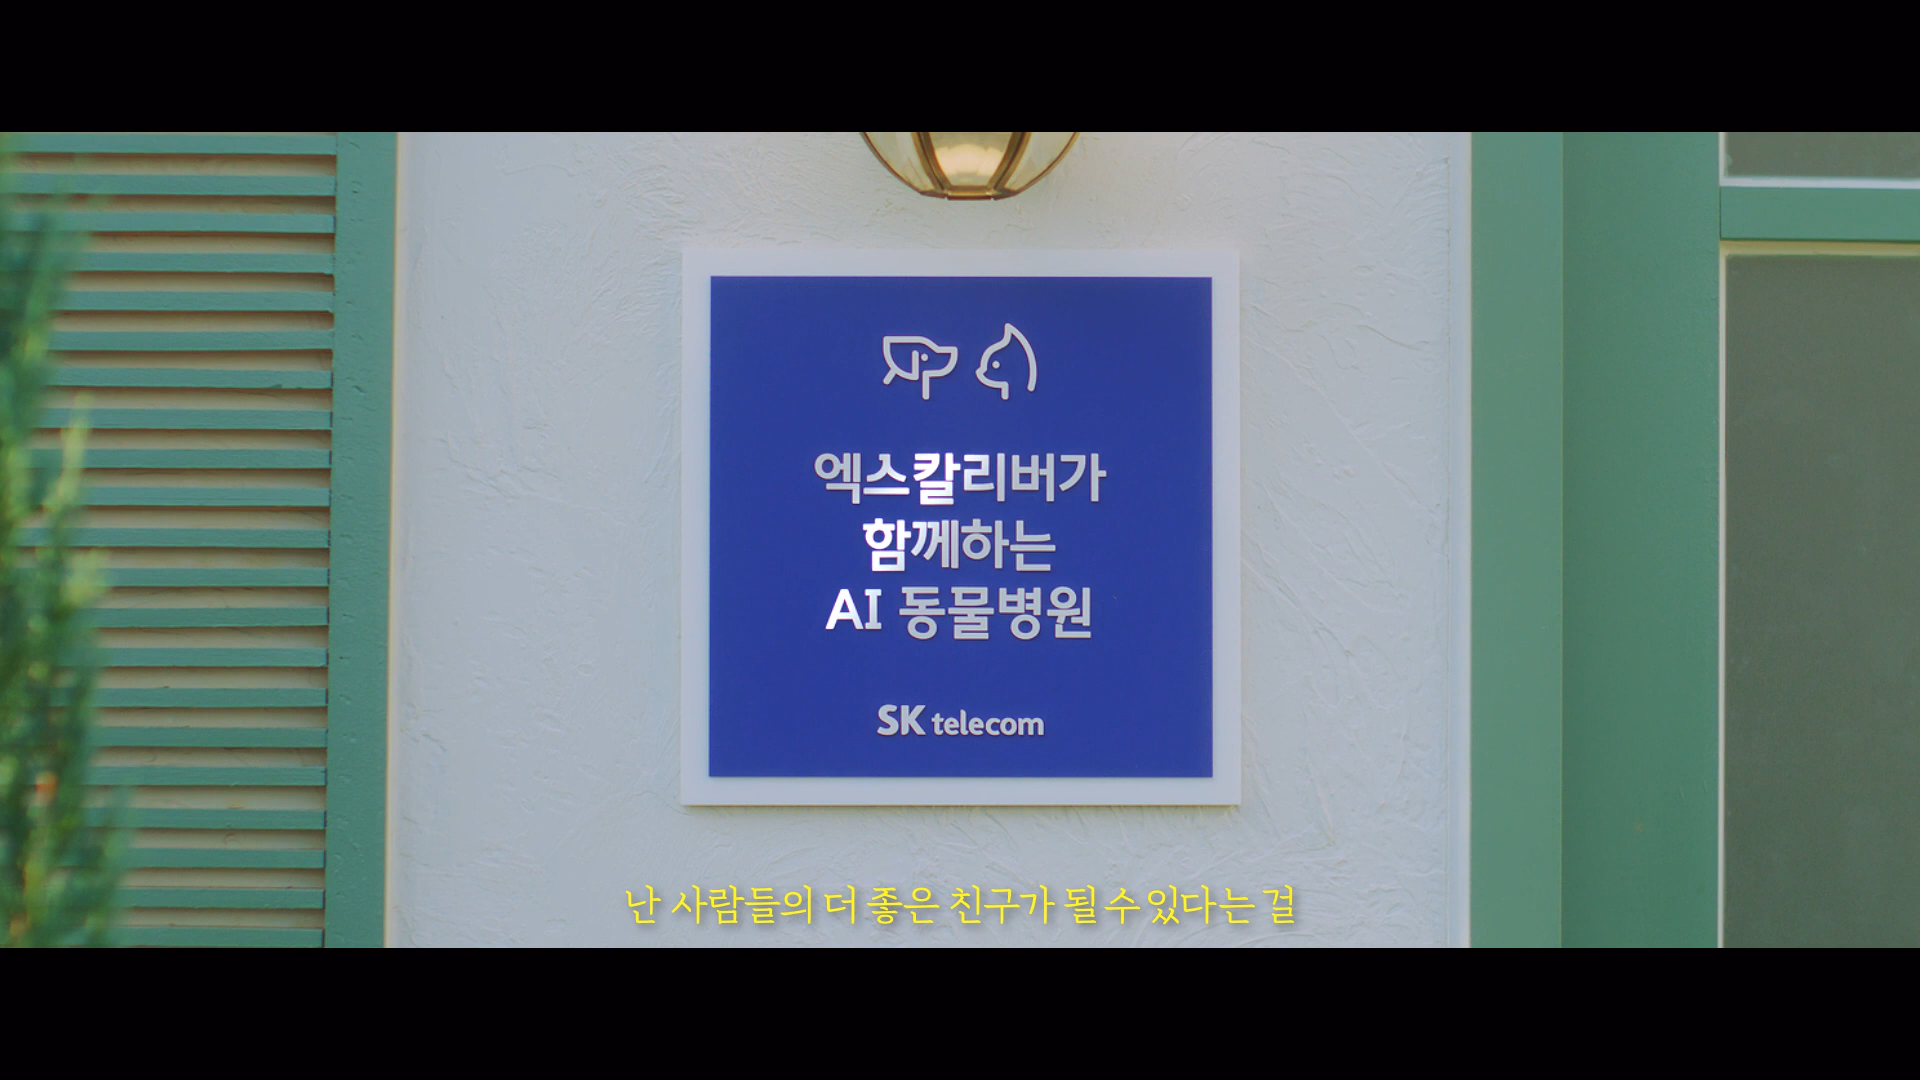 엑스칼리버가
함께하는
AI 동물병원
SK telecom
난 사람들의 더 좋은 친구가 될 수 있다는 걸